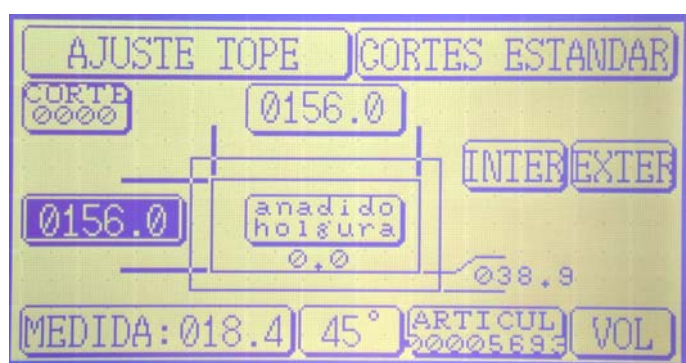 AJUSTE TOPE CORTES ESTANDAR
CORTE
0000
0156.0
INTER EXTER
0156.0
anadido
holgura
0.0
038.9
MEDIDA:018.4 45° ARTICUL 00005693 VOL